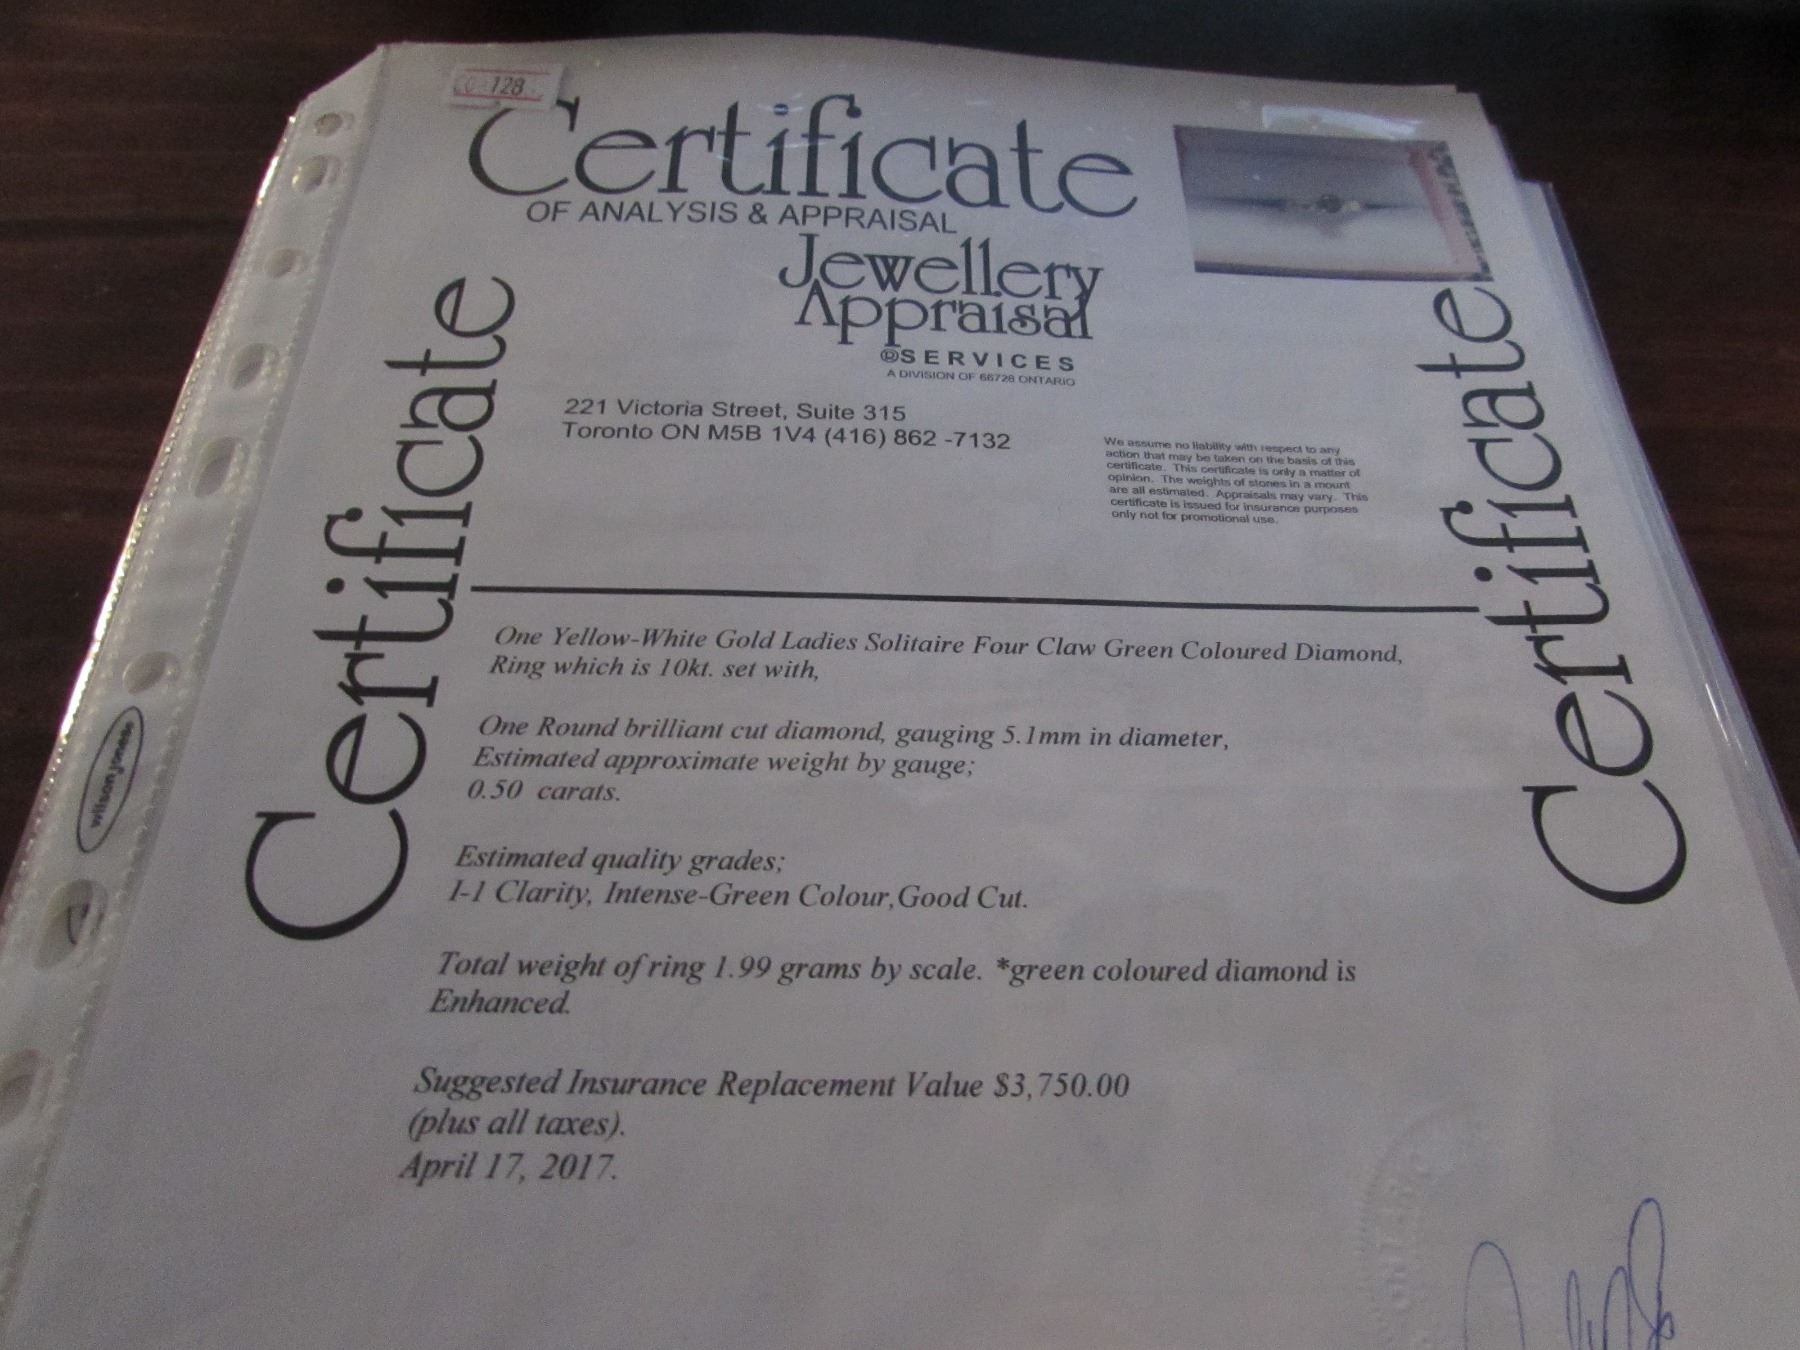 128
Certificate
OF ANALYSIS & APPRAISAL
Jewellery
Appraisal
®SERVICES
A DIVISION OF 66728 ONTARIO
221 Victoria Street, Suite 315
Toronto ON M5B 1V4 (416) 862 -7132
We assume no liability with respect to any
action that may be taken on the basis of this
certificate. This certificate is only a matter of
opinion. The weights of stones in a mount
are all estimated. Appraisals may vary. This
certificate is issued for insurance purposes
only not for promotional use.
Certificate
Certificate
One Yellow-White Gold Ladies Solitaire Four Claw Green Coloured Diamond,
Ring which is 10kt. set with,
One Round brilliant cut diamond, gauging 5.1mm in diameter,
Estimated approximate weight by gauge;
0.50 carats.
Estimated quality grades;
I-1 Clarity, Intense-Green Colour,Good Cut.
Total weight of ring 1.99 grams by scale. *green coloured diamond is
Enhanced.
Suggested Insurance Replacement Value $3,750.00
(plus all taxes).
April 17, 2017.
wilsonofunnos